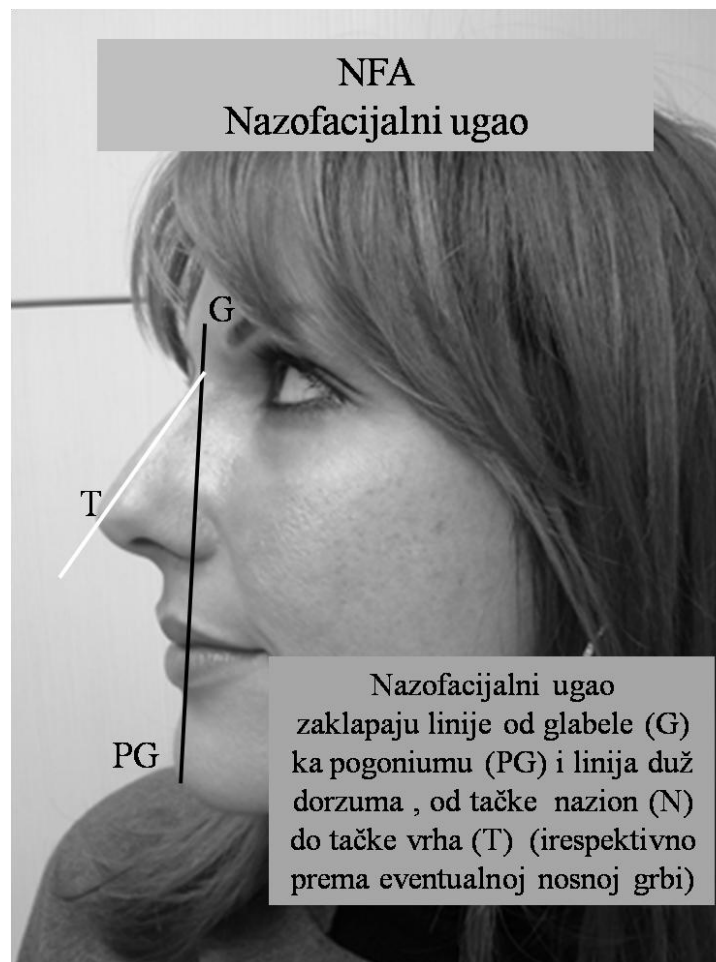 NFA
Nazofacijalni ugao
G
T
PG
Nazofacijalni ugao
zaklapaju linije od glabele (G)
ka pogoniumu (PG) i linija duž
dorzuma , od tačke nazion (N)
do tačke vrha (T) (irespektivno
prema eventualnoj nosnoj grbi)